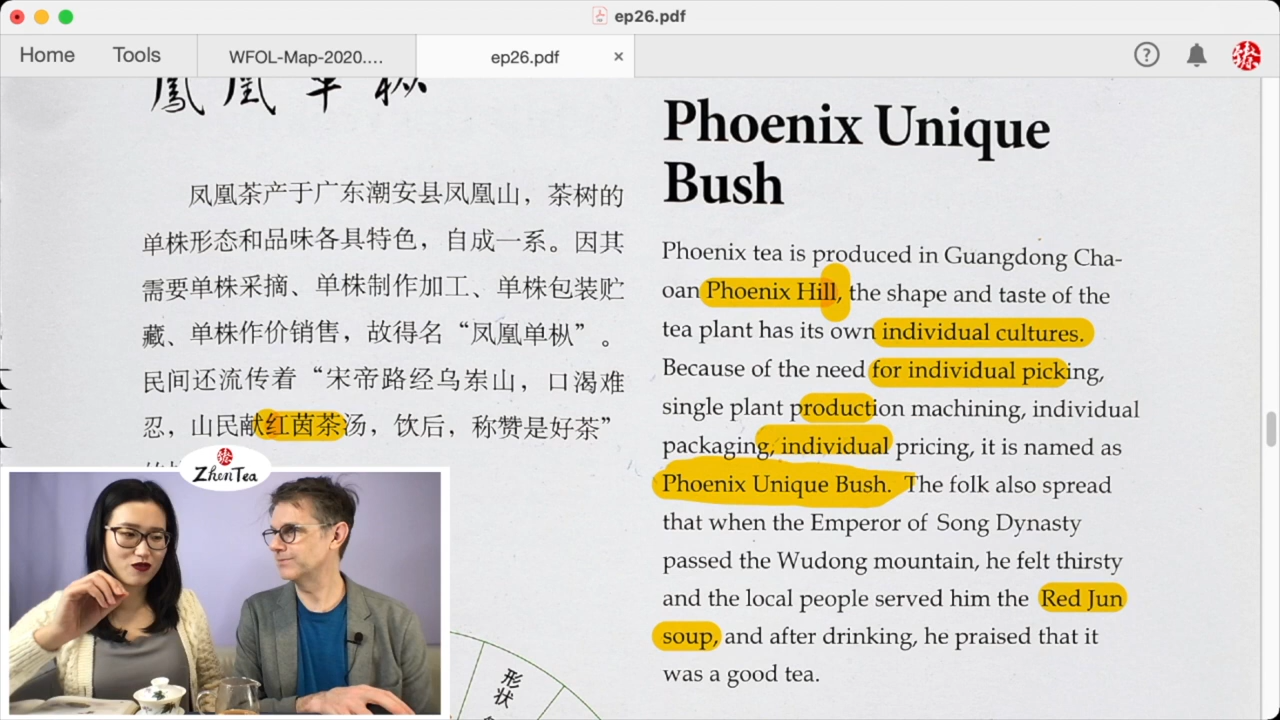 ep26.pdf
Home
Tools
WFOL-Map-2020....
ep26.pdf
鳳凰单枞
凤凰茶产于广东潮安县凤凰山，茶树的
单株形态和品味各具特色，自成一系。因其
需要单株采摘、单株制作加工、单株包装贮
藏、单株作价销售，故得名“凤凰单枞”。
民间还流传着“宋帝路经乌岽山，口渴难
忍，山民献红茵茶汤，饮后，称赞是好茶”
Phoenix Unique
Bush
Phoenix tea is produced in Guangdong Cha-
oan Phoenix Hill, the shape and taste of the
tea plant has its own individual cultures.
Because of the need for individual picking,
single plant production machining, individual
packaging, individual pricing, it is named as
Phoenix Unique Bush. The folk also spread
that when the Emperor of Song Dynasty
passed the Wudong mountain, he felt thirsty
and the local people served him the Red Jun
soup, and after drinking, he praised that it
was a good tea.
ZhenTea
形状